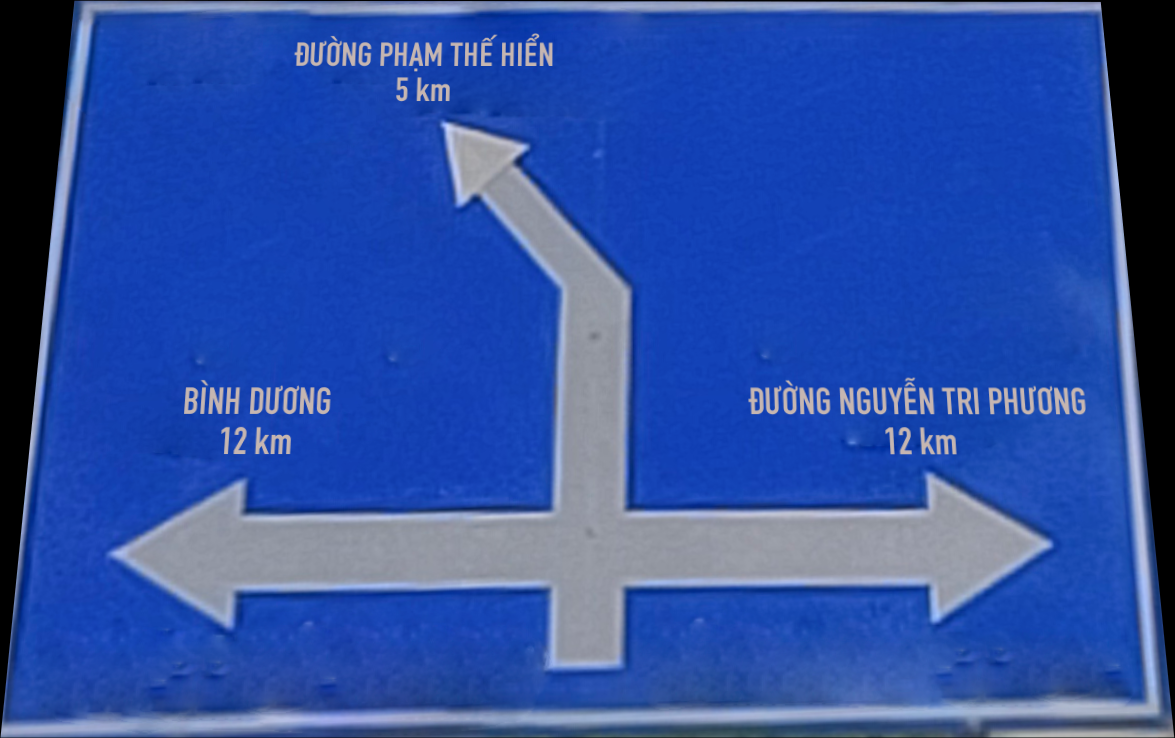 ĐƯỜNG PHẠM THẾ HIỂN
5 km
BÌNH DƯƠNG
12 km
ĐƯỜNG NGUYỄN TRI PHƯƠNG
12 km